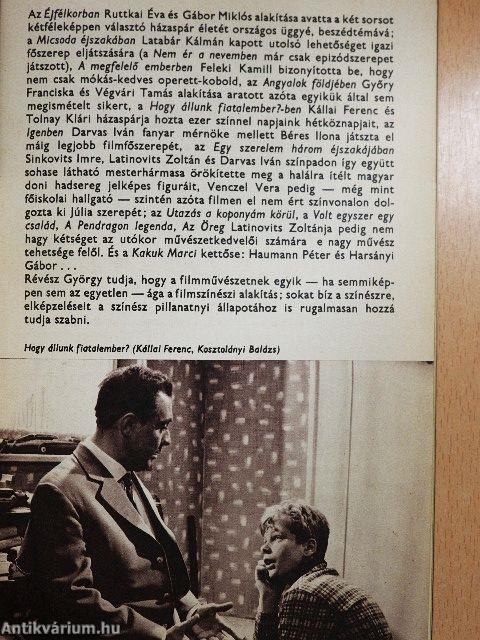 Az Éjfélkorban Ruttkai Éva és Gábor Miklós alakítása avatta a két sorsot
kétféleképpen választó házaspár életét országos üggyé, beszédtémává;
a Micsoda éjszakában Latabár Kálmán kapott utolsó lehetőséget igazi
főszerep eljátszására (a Nem ér a nevemben már csak epizódszerepet
játszott), A megfelelő emberben Feleki Kamill bizonyította be, hogy
nem csak mókás-kedves operett-kobold, az Angyalok földjében Győry
Franciska és Végvári Tamás alakítása aratott azóta egyikük által sem
megismételt sikert, a Hogy állunk fiatalember?-ben Kállai Ferenc és
Tolnay Klári házaspárja hozta ezer színnel napjaink hétköznapjait, az
Igenben Darvas Iván fanyar mérnöke mellett Béres Ilona játszta el
máig legjobb filmfőszerepét, az Egy szerelem három éjszakájában
Sinkovits Imre, Latinovits Zoltán és Darvas Iván színpadon így együtt
sohase látható mesterhármasa örökítette meg a halálra ítélt magyar
doni hadsereg jelképes figuráit, Venczel Vera pedig — még mint
főiskolai hallgató — szintén azóta filmen el nem ért színvonalon dol-
gozta ki Júlia szerepét; az Utazás a koponyám körül, a Volt egyszer egy
család, A Pendragon legenda, Az Öreg Latinovits Zoltánja pedig nem
hagy kétséget az utókor művészetkedvelői számára e nagy művész
tehetsége felől. És a Kakuk Marci kettőse: Haumann Péter és Harsányi
Gábor . . .
Révész György tudja, hogy a filmművészetnek egyik — ha semmikép-
pen sem az egyetlen — ága a filmszínészi alakítás; sokat bíz a színészre,
elképzeléseit a színész pillanatnyi állapotához is rugalmasan hozzá
tudja szabni.
Hogy állunk fiatalember? (Kállai Ferenc, Kosztolányi Balázs)
Antikvárium.hu